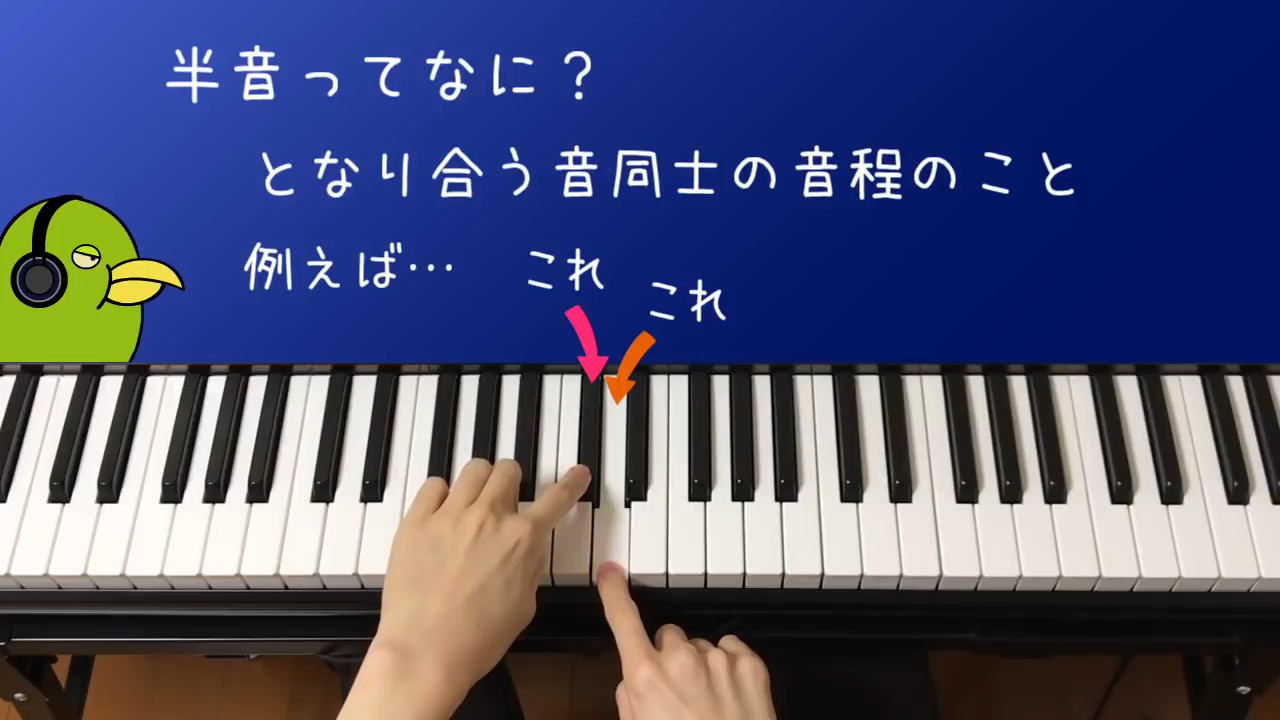 半音ってなに？
となり合う音同士の音程のこと
例えば… これ
これ